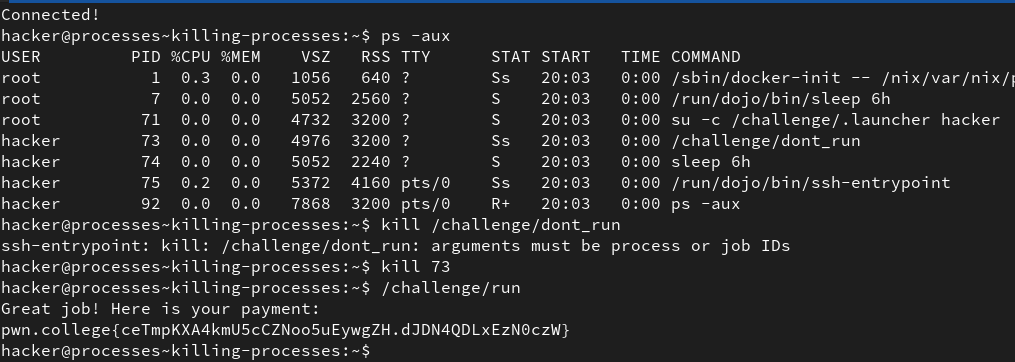 Connected!
hacker@processes~killing-processes:~$ ps -aux
USER         PID %CPU %MEM    VSZ   RSS TTY      STAT START   TIME COMMAND
root           1  0.3  0.0   1056   640 ?        Ss   20:03   0:00 /sbin/docker-init -- /nix/var/nix/p
root           7  0.0  0.0   5052  2560 ?        S    20:03   0:00 /run/dojo/bin/sleep 6h
root          71  0.0  0.0   4732  3200 ?        S    20:03   0:00 su -c /challenge/.launcher hacker
hacker        73  0.0  0.0   4976  3200 ?        Ss   20:03   0:00 /challenge/dont_run
hacker        74  0.0  0.0   5052  2240 ?        S    20:03   0:00 sleep 6h
hacker        75  0.2  0.0   5372  4160 pts/0    Ss   20:03   0:00 /run/dojo/bin/ssh-entrypoint
hacker        92  0.0  0.0   7868  3200 pts/0    R+   20:03   0:00 ps -aux
hacker@processes~killing-processes:~$ kill /challenge/dont_run
ssh-entrypoint: kill: /challenge/dont_run: arguments must be process or job IDs
hacker@processes~killing-processes:~$ kill 73
hacker@processes~killing-processes:~$ /challenge/run
Great job! Here is your payment:
pwn.college{ceTmpKXA4kmU5cCZNoo5uEywgZH.dJDN4QDLxEzN0czW}
hacker@processes~killing-processes:~$